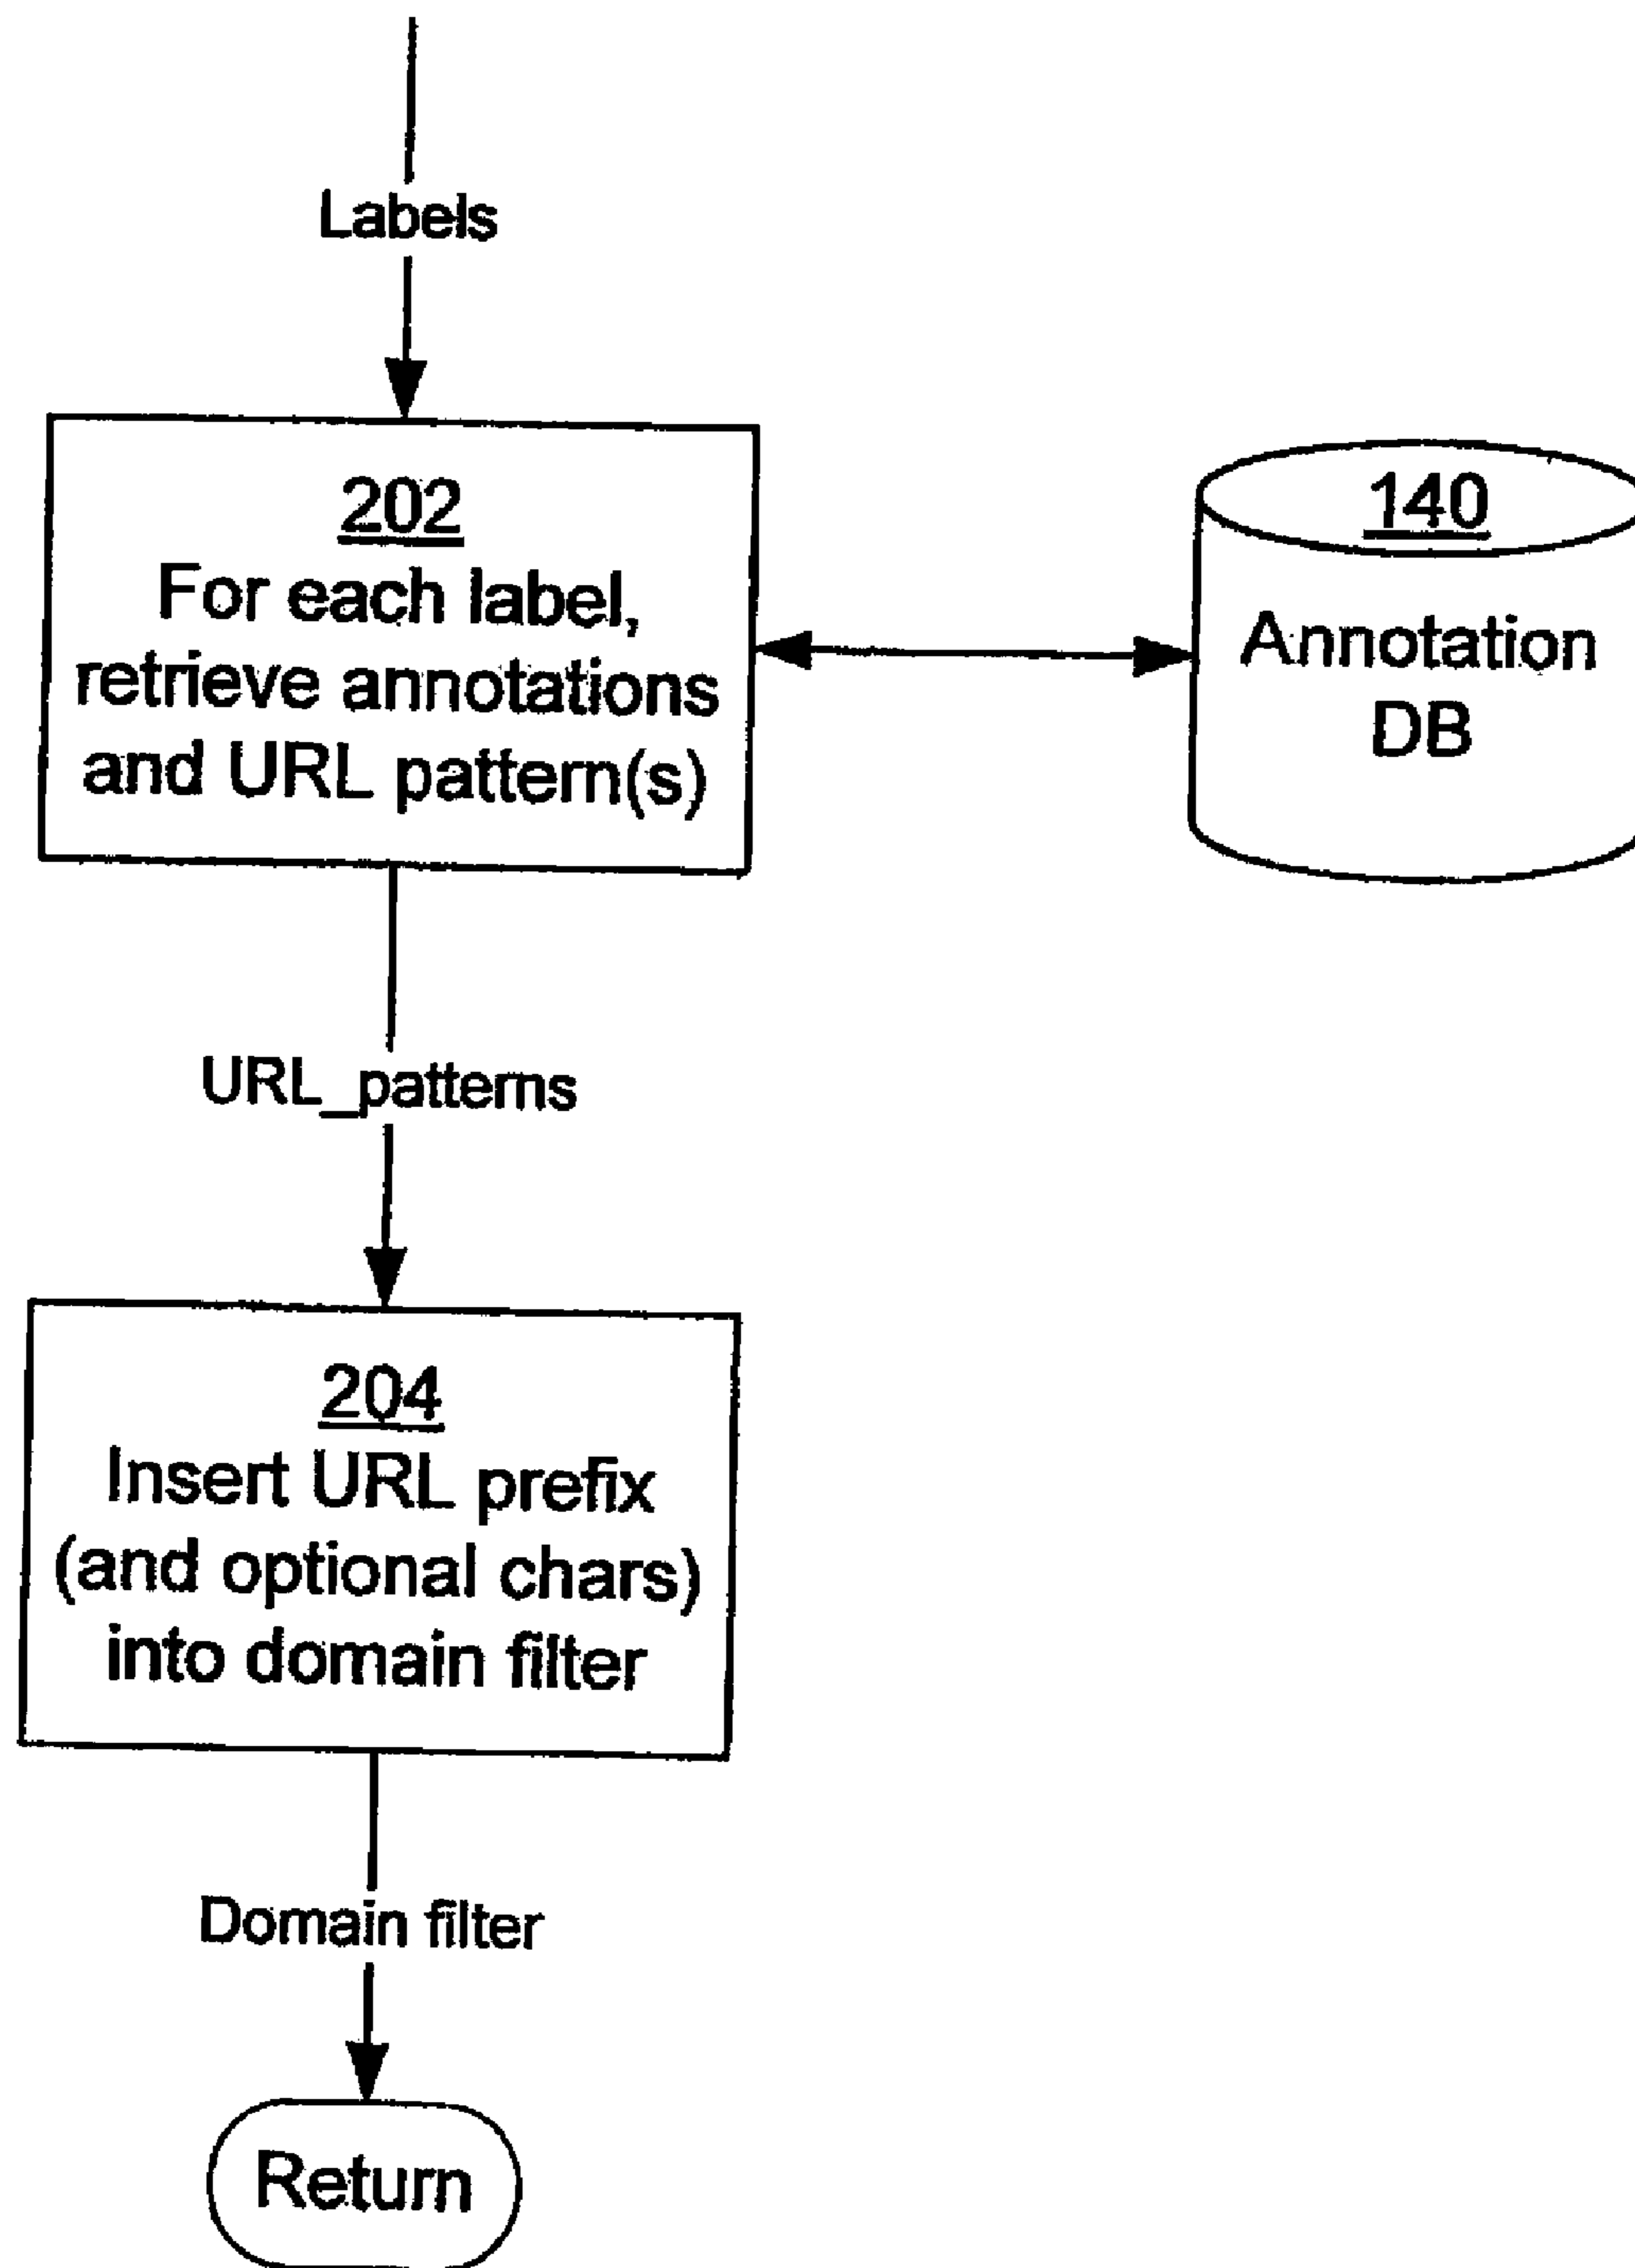 Labels
202
For each label,
retrieve annotations
and URL pattern(s)
140
Annotation
DB
URL_patterns
204
Insert URL prefix
(and optional chars)
into domain filter
Domain filter
Return